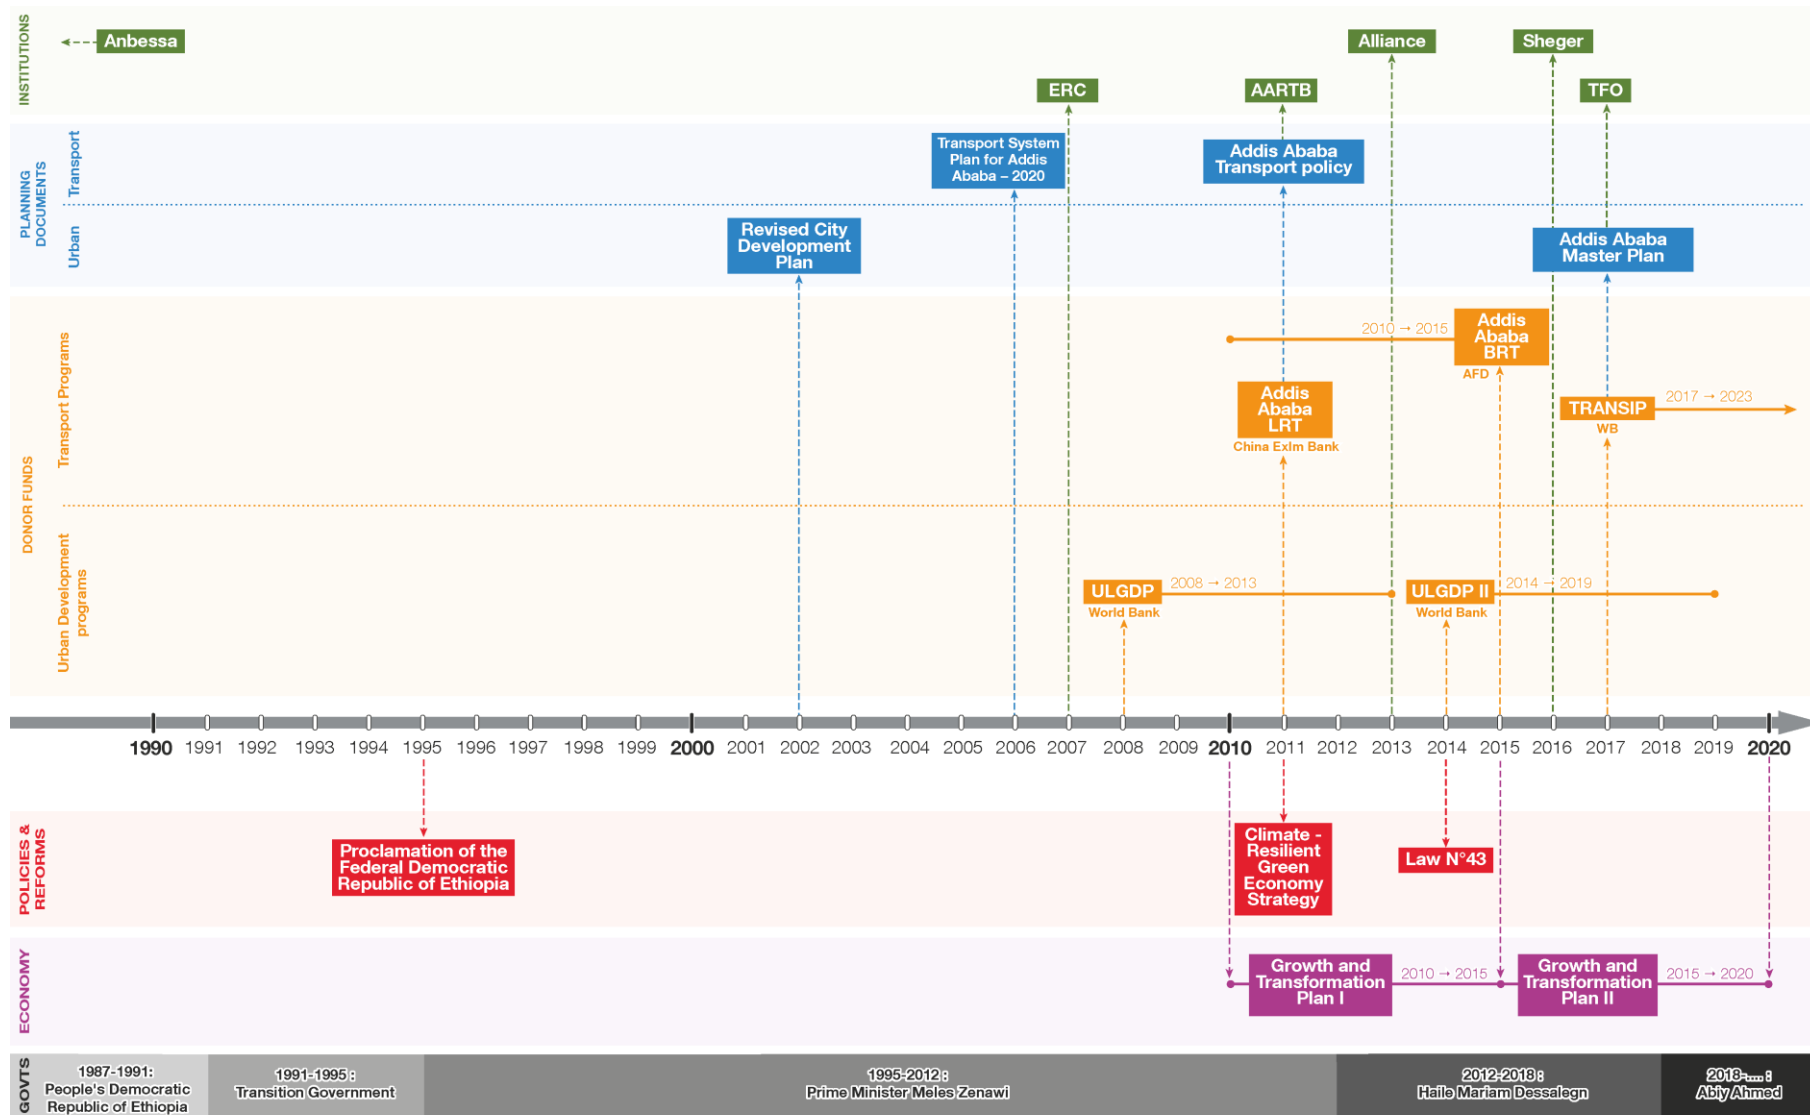 INSTITUTIONS
Anbessa
Alliance
Sheger
ERC
AARTB
TFO
PLANNING
DOCUMENTS
Transport
Transport System
Plan for Addis
Ababa – 2020
Addis Ababa
Transport policy
Urban
Revised City
Development
Plan
Addis Ababa
Master Plan
DONOR FUNDS
Transport Programs
2010 → 2015
Addis
Ababa
BRT
AFD
Addis
Ababa
LRT
China ExIm Bank
TRANSIP
WB
2017 → 2023
Urban Development
programs
ULGDP
World Bank
2008 → 2013
ULGDP II
World Bank
2014 → 2019
1990 1991 1992 1993 1994 1995 1996 1997 1998 1999 2000 2001 2002 2003 2004 2005 2006 2007 2008 2009 2010 2011 2012 2013 2014 2015 2016 2017 2018 2019 2020
POLICIES &
REFORMS
Proclamation of the
Federal Democratic
Republic of Ethiopia
Climate -
Resilient
Green
Economy
Strategy
Law N°43
ECONOMY
Growth and
Transformation
Plan I
2010 → 2015
Growth and
Transformation
Plan II
2015 → 2020
GOVTS
1987-1991:
People's Democratic
Republic of Ethiopia
1991-1995 :
Transition Government
1995-2012 :
Prime Minister Meles Zenawi
2012-2018 :
Haile Mariam Dessalegn
2018-.... :
Abiy Ahmed